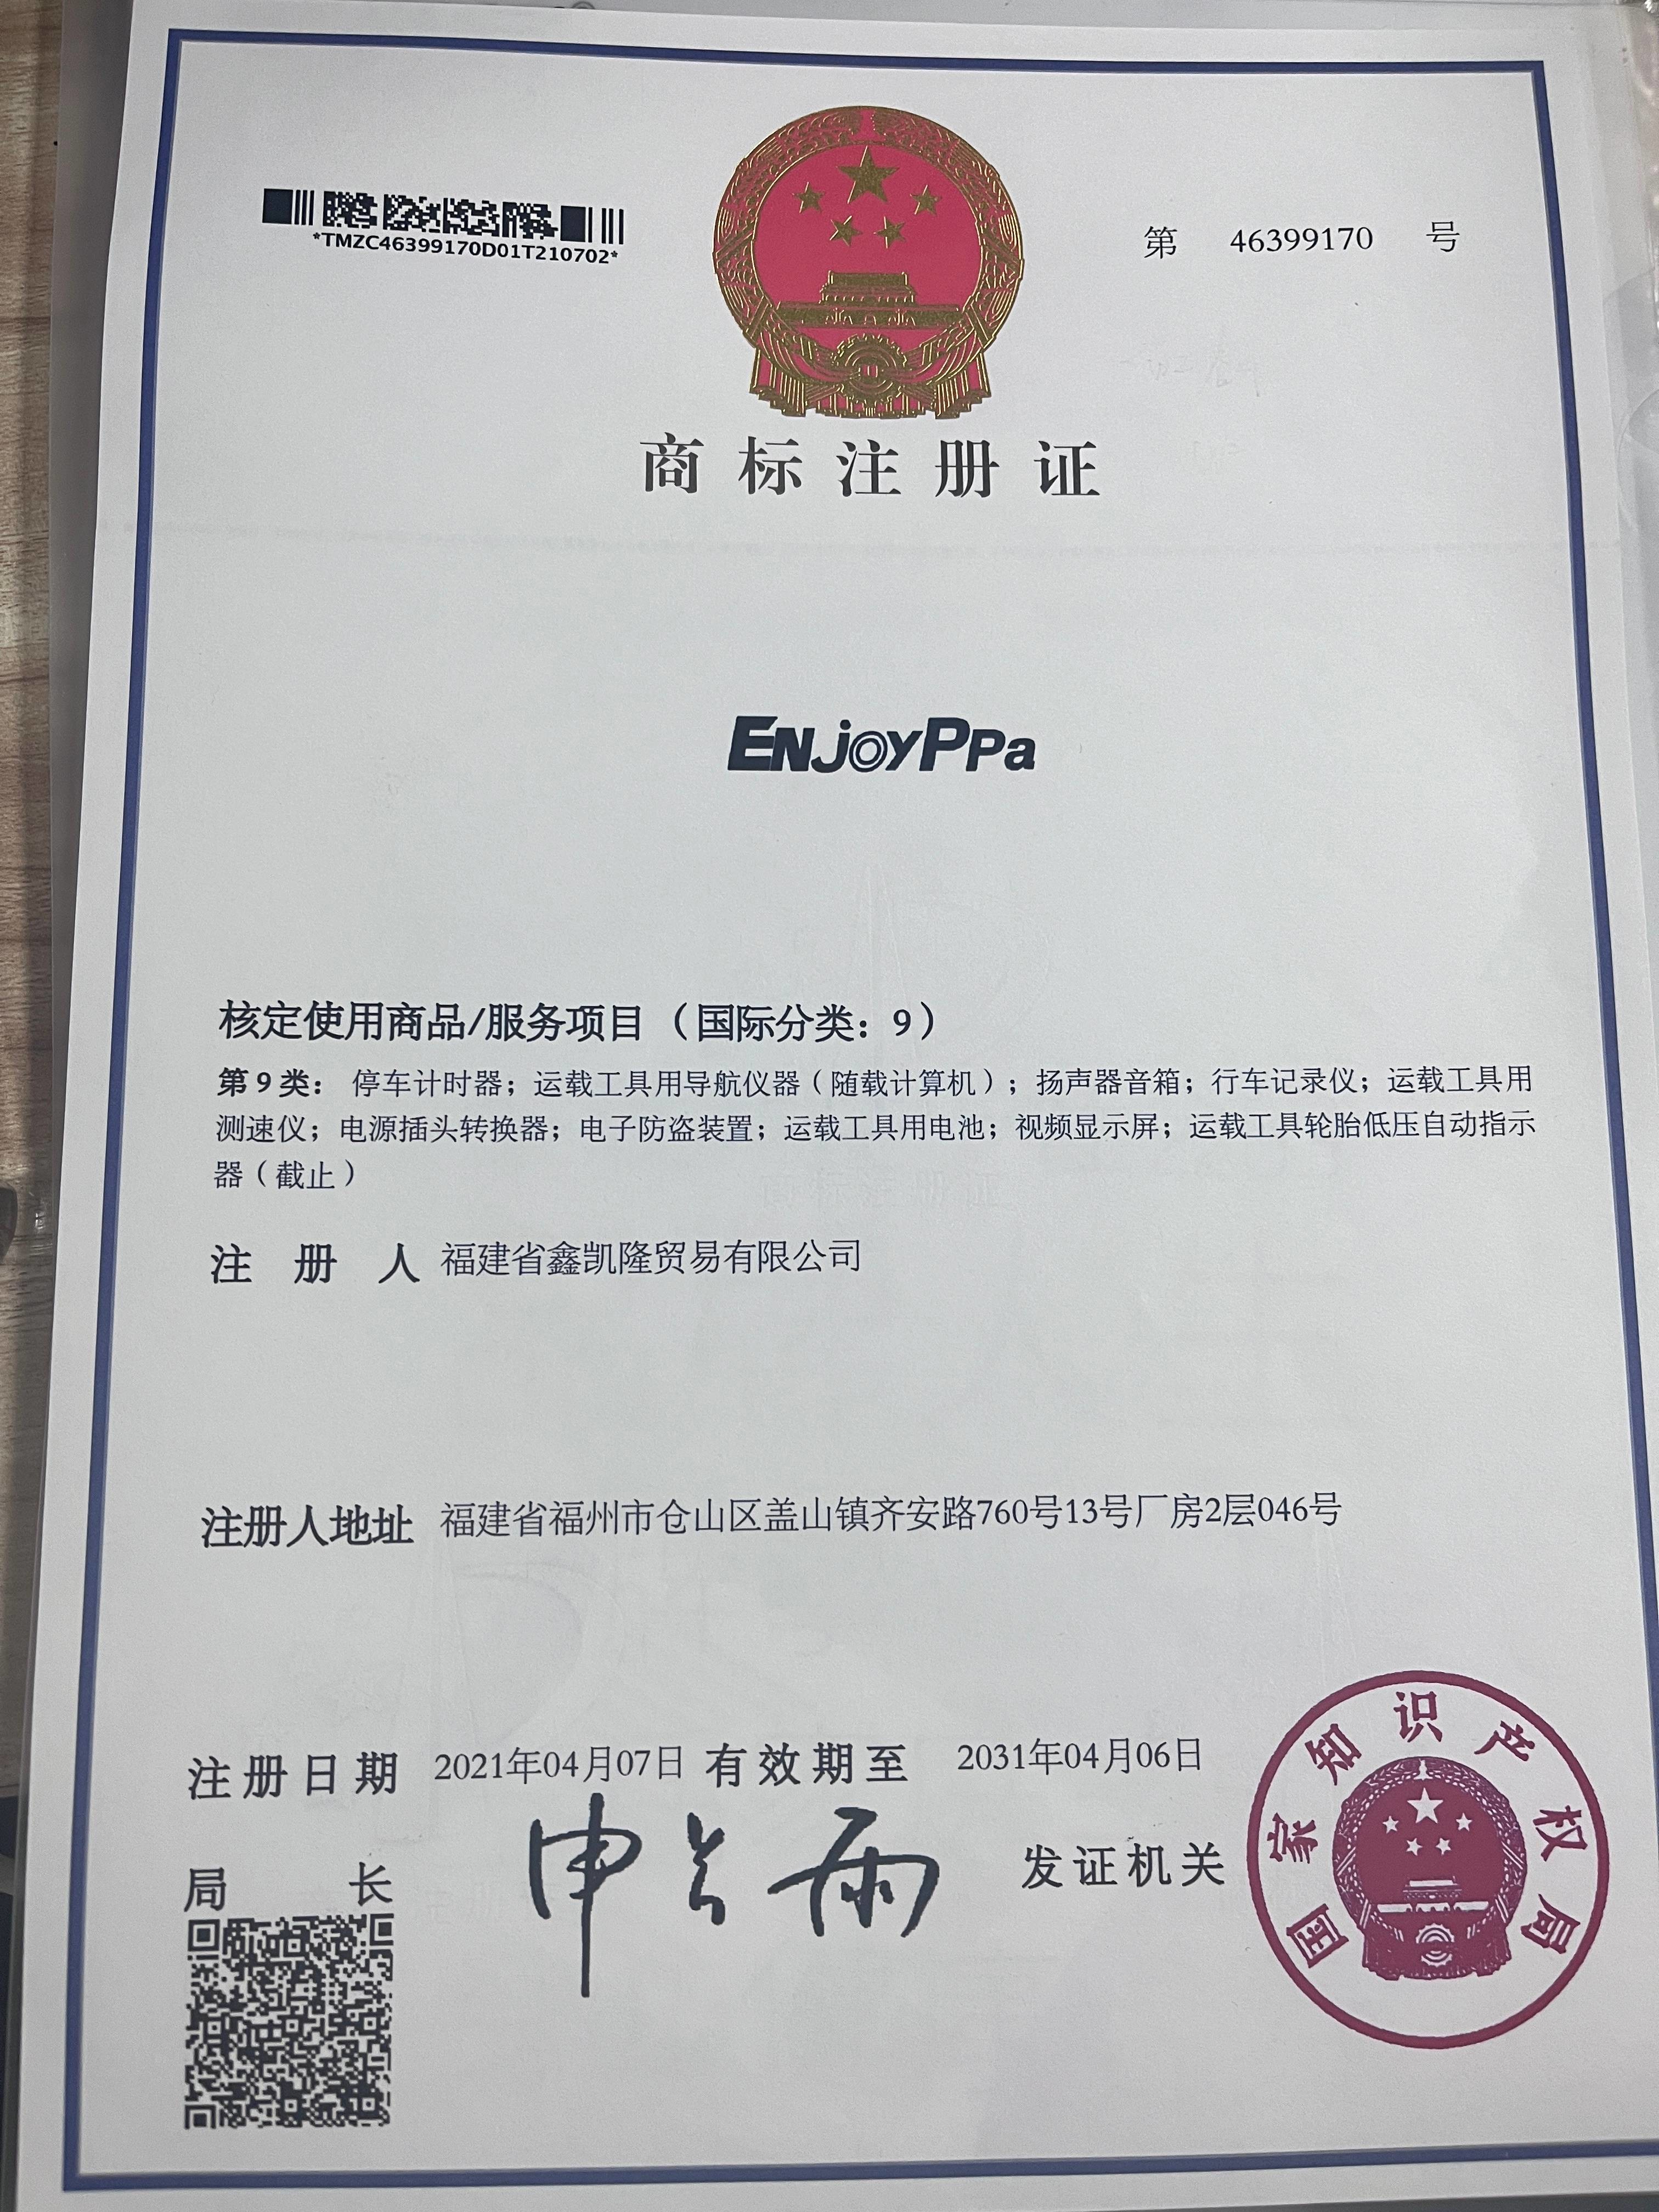 *TMZC46399170D01T210702*
第 46399170 号
商标注册证
ENJOYPPa
核定使用商品/服务项目（国际分类：9）
第9类：停车计时器；运载工具用导航仪器（随载计算机）；扬声器音箱；行车记录仪；运载工具用
测速仪；电源插头转换器；电子防盗装置；运载工具用电池；视频显示屏；运载工具轮胎低压自动指示
器（截止）
注册人 福建省鑫凯隆贸易有限公司
注册人地址 福建省福州市仓山区盖山镇齐安路760号13号厂房2层046号
注册日期 2021年04月07日 有效期至 2031年04月06日
局长 申长雨 发证机关
国家知识产权局